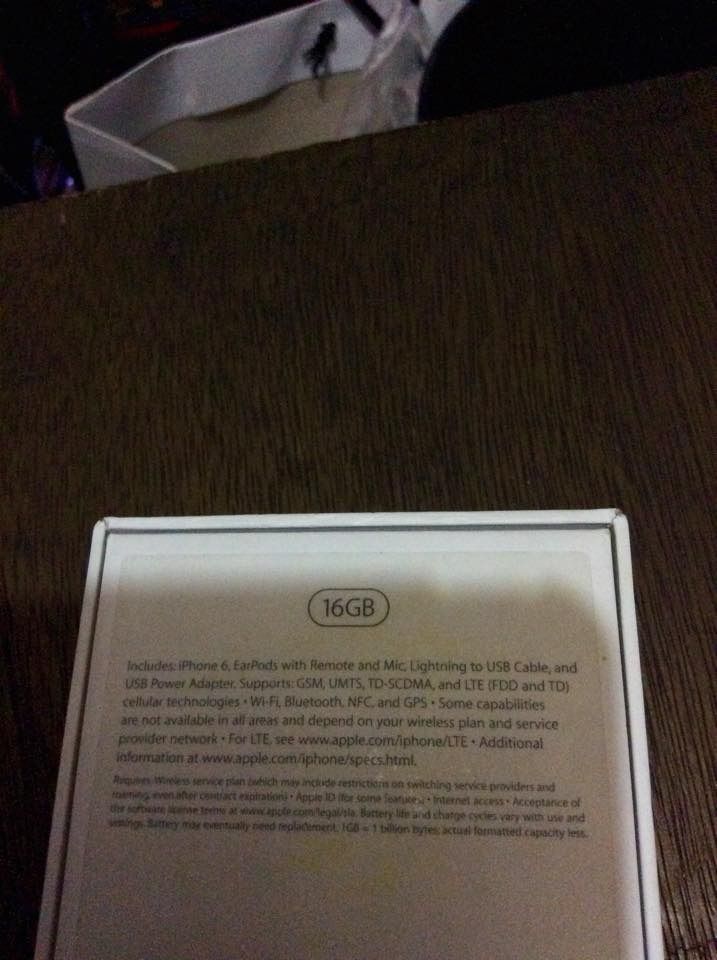 16GB
Includes: iPhone 6, EarPods with Remote and Mic, Lightning to USB Cable, and
USB Power Adapter. Supports: GSM, UMTS, TD-SCDMA, and LTE (FDD and TD)
cellular technologies • Wi-Fi, Bluetooth, NFC, and GPS • Some capabilities
are not available in all areas and depend on your wireless plan and service
provider network • For LTE, see www.apple.com/iphone/LTE • Additional
information at www.apple.com/iphone/specs.html.
Requires: Wireless service plan (which may include restrictions on switching service providers and
roaming, even after contract expiration) • Apple ID (for some features) • Internet access • Acceptance of
the software license terms at www.apple.com/legal/sla. Battery life and charge cycles vary with use and
settings. Battery may eventually need replacement. 1GB = 1 billion bytes; actual formatted capacity less.